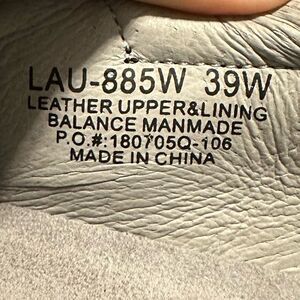 LAU-885W 39W
LEATHER UPPER&LINING
BALANCE MANMADE
P.O.#:180705Q-106
MADE IN CHINA